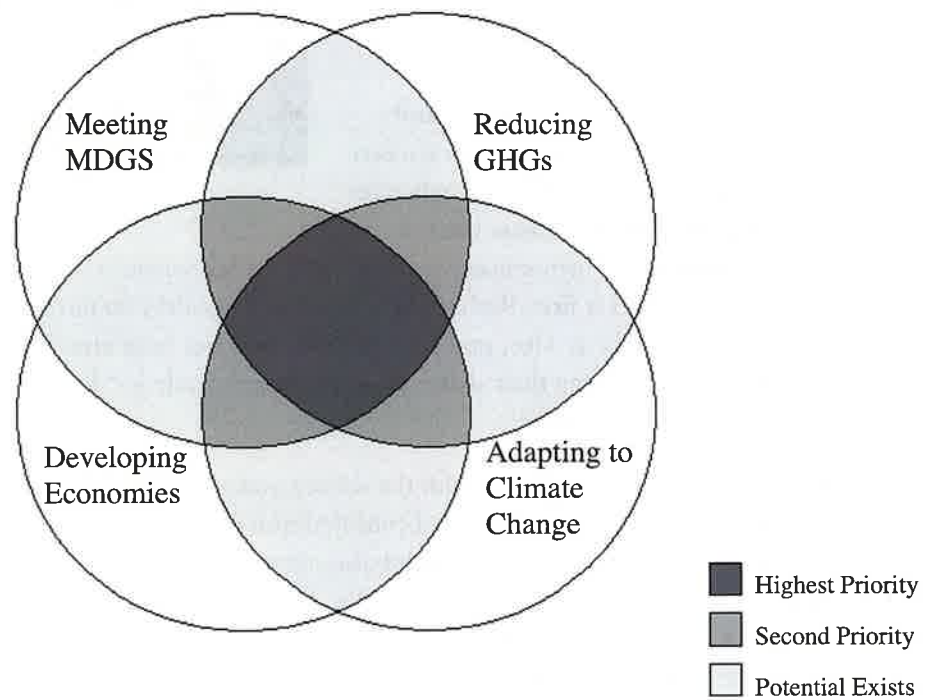 Meeting
MDGS
Reducing
GHGs
Developing
Economies
Adapting to
Climate
Change
Highest Priority
Second Priority
Potential Exists